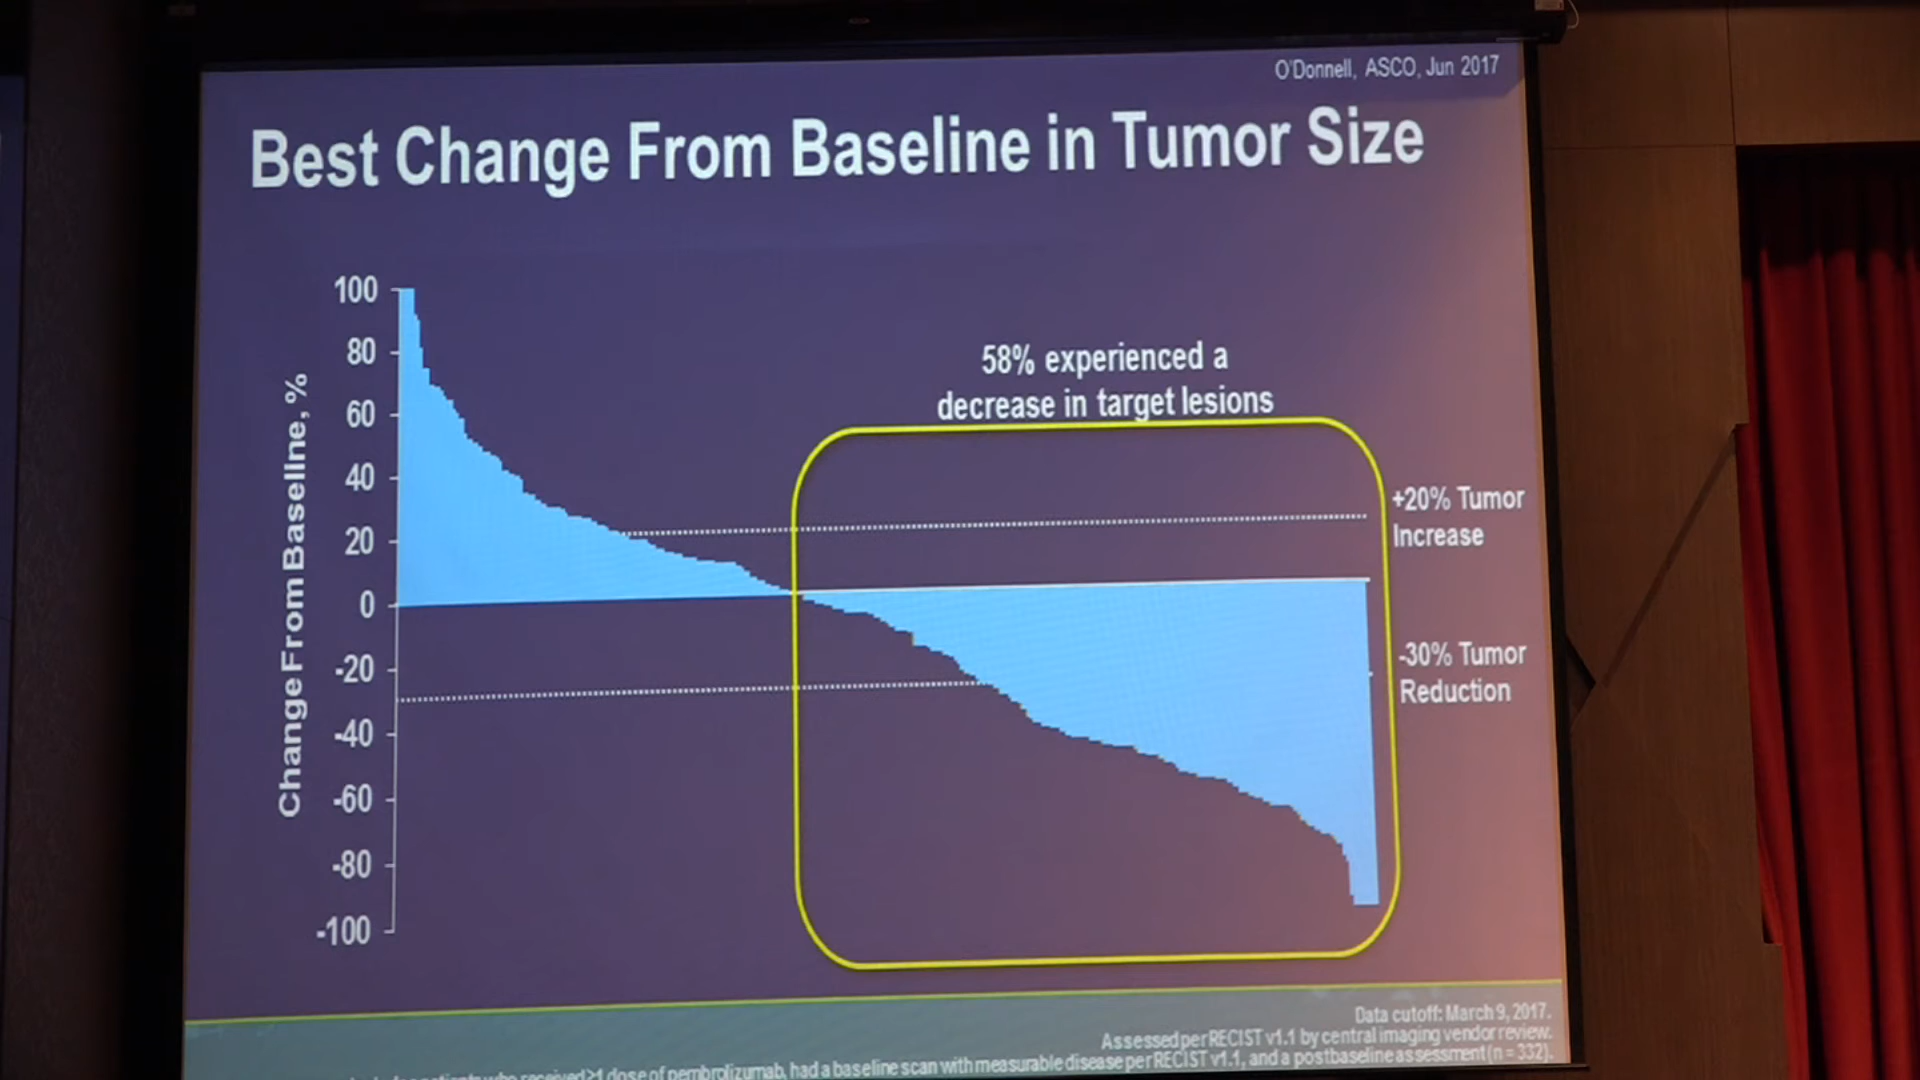 O'Donnell, ASCO, Jun 2017
Best Change From Baseline in Tumor Size
Change From Baseline, %
100
80
60
40
20
0
-20
-40
-60
-80
-100
58% experienced a
decrease in target lesions
+20% Tumor
Increase
-30% Tumor
Reduction
Data cutoff: March 9, 2017.
Assessed per RECIST v1.1 by central imaging vendor review.
patients who received ≥1 dose of pembrolizumab, had a baseline scan with measurable disease per RECIST v1.1, and a postbaseline assessment (n = 332).